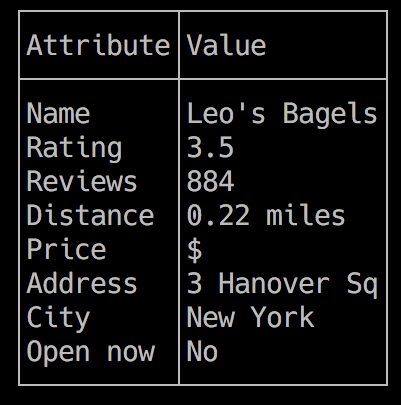 Attribute Value
Name Leo's Bagels
Rating 3.5
Reviews 884
Distance 0.22 miles
Price $
Address 3 Hanover Sq
City New York
Open now No